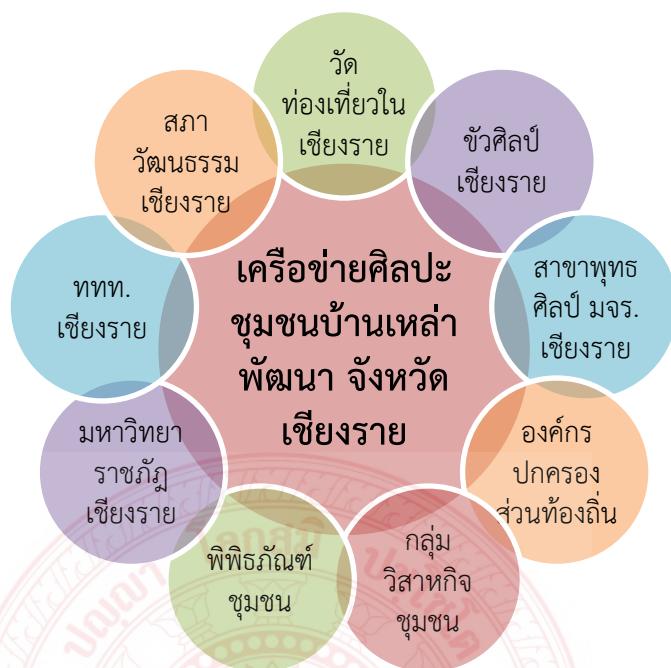 วัด
ท่องเที่ยวใน
เชียงราย
ขัวศิลป์
เชียงราย
สาขาพุทธ
ศิลป์ มจร.
เชียงราย
องค์กร
ปกครอง
ส่วนท้องถิ่น
กลุ่ม
วิสาหกิจ
ชุมชน
พิพิธภัณฑ์
ชุมชน
มหาวิทยา
ราชภัฏ
เชียงราย
ททท.
เชียงราย
สภา
วัฒนธรรม
เชียงราย
เครือข่ายศิลปะ
ชุมชนบ้านเหล่า
พัฒนา จังหวัด
เชียงราย